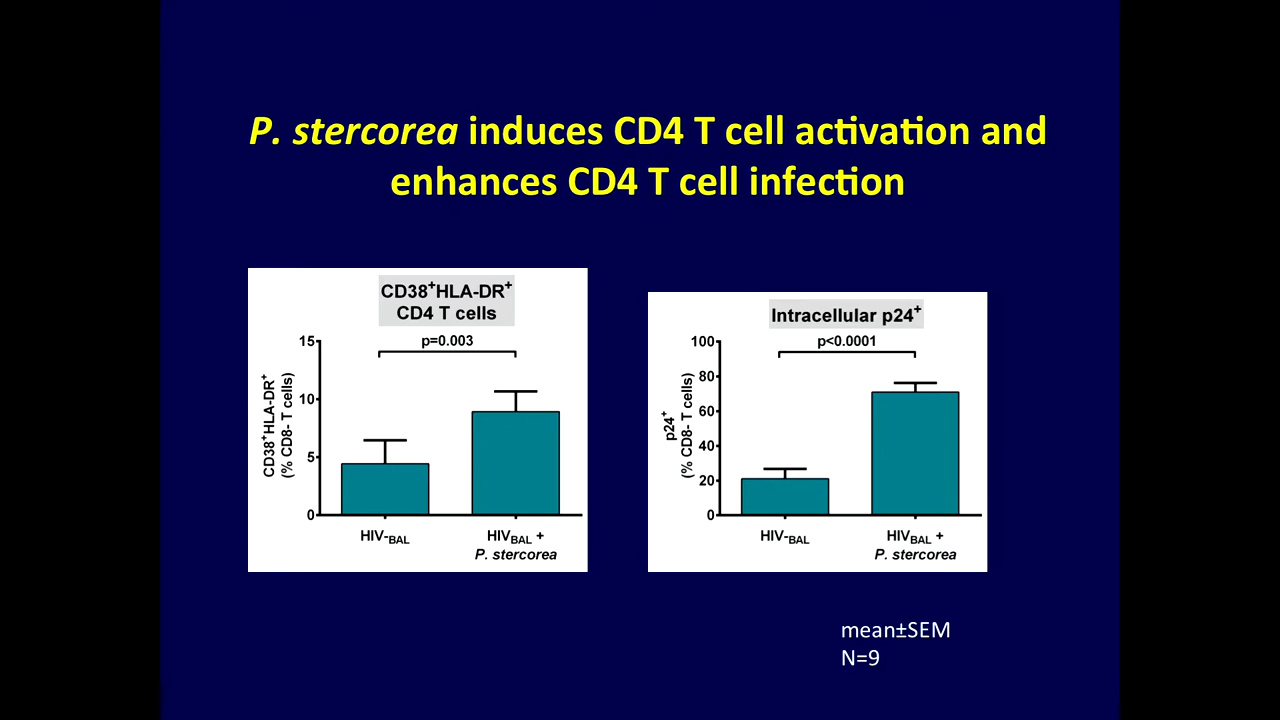 P. stercorea induces CD4 T cell activation and
enhances CD4 T cell infection
CD38+HLA-DR+
CD4 T cells
p=0.003
CD38+HLA-DR+
(% CD8- T cells)
15
10
5
0
HIV-BAL
HIVBAL +
P. stercorea
Intracellular p24+
p<0.0001
p24+
(% CD8- T cells)
100
80
60
40
20
0
HIV-BAL
HIVBAL +
P. stercorea
mean±SEM
N=9